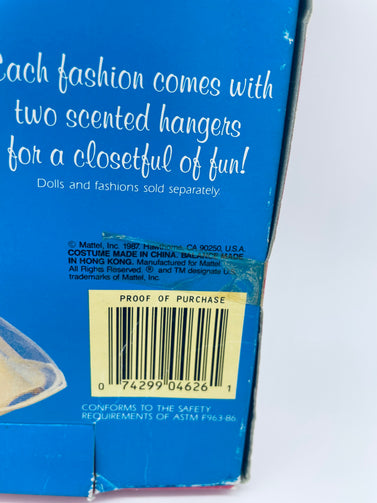 Each fashion comes with
two scented hangers
for a closetful of fun!
Dolls and fashions sold separately.
© Mattel, Inc. 1987 Hawthorne, CA 90250, U.S.A.
COSTUME MADE IN CHINA. BALANCE MADE
IN HONG KONG. Manufactured for Mattel.
All Rights Reserved. ®, and TM designate U.
trademarks of Mattel, Inc.
PROOF OF PURCHASE
0 74299 04626 1
CONFORMS TO THE SAFETY
REQUIREMENTS OF ASTM F963-86.